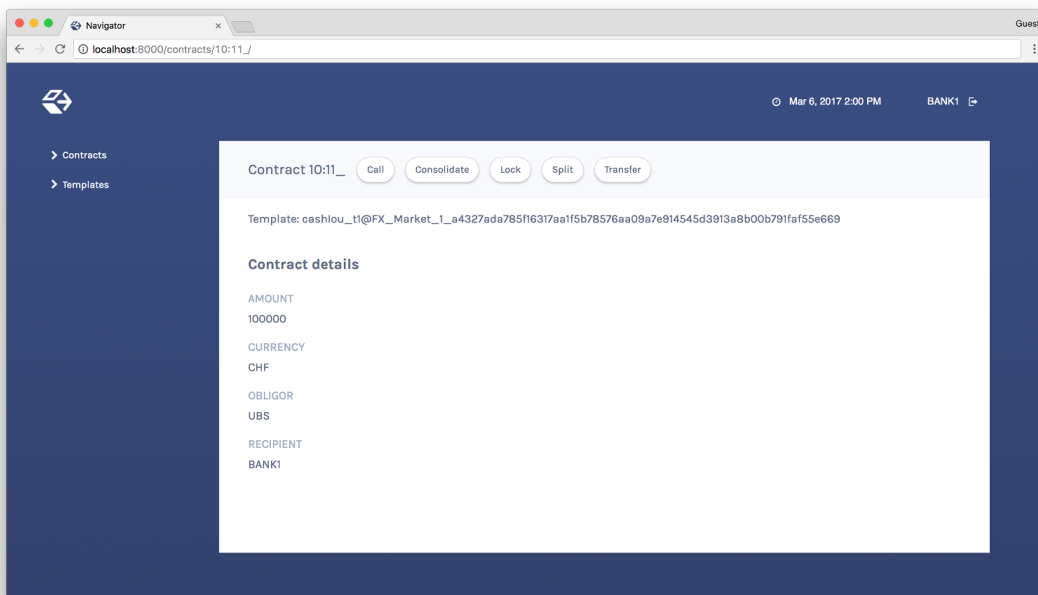 Navigator
Guest
localhost:8000/contracts/10:11_/
Mar 6, 2017 2:00 PM
BANK1
Contracts
Templates
Contract 10:11_
Call
Consolidate
Lock
Split
Transfer
Template: cashIou_t1@FX_Market_1_a4327ada785f16317aa1f5b78576aa09a7e914545d3913a8b00b791faf55e669
Contract details
AMOUNT
100000
CURRENCY
CHF
OBLIGOR
UBS
RECIPIENT
BANK1